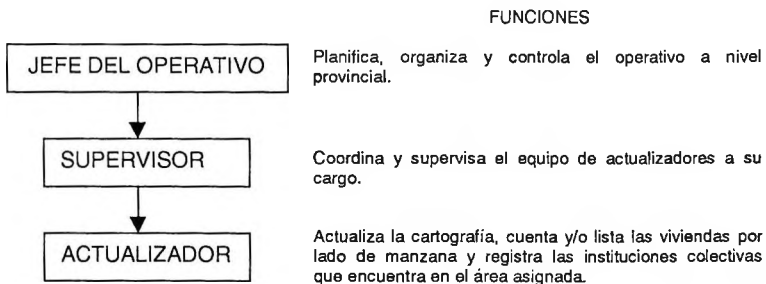 FUNCIONES
JEFE DEL OPERATIVO
Planifica, organiza y controla el operativo a nivel
provincial.
SUPERVISOR
Coordina y supervisa el equipo de actualizadores a su
cargo.
ACTUALIZADOR
Actualiza la cartografía, cuenta y/o lista las viviendas por
lado de manzana y registra las instituciones colectivas
que encuentra en el área asignada.